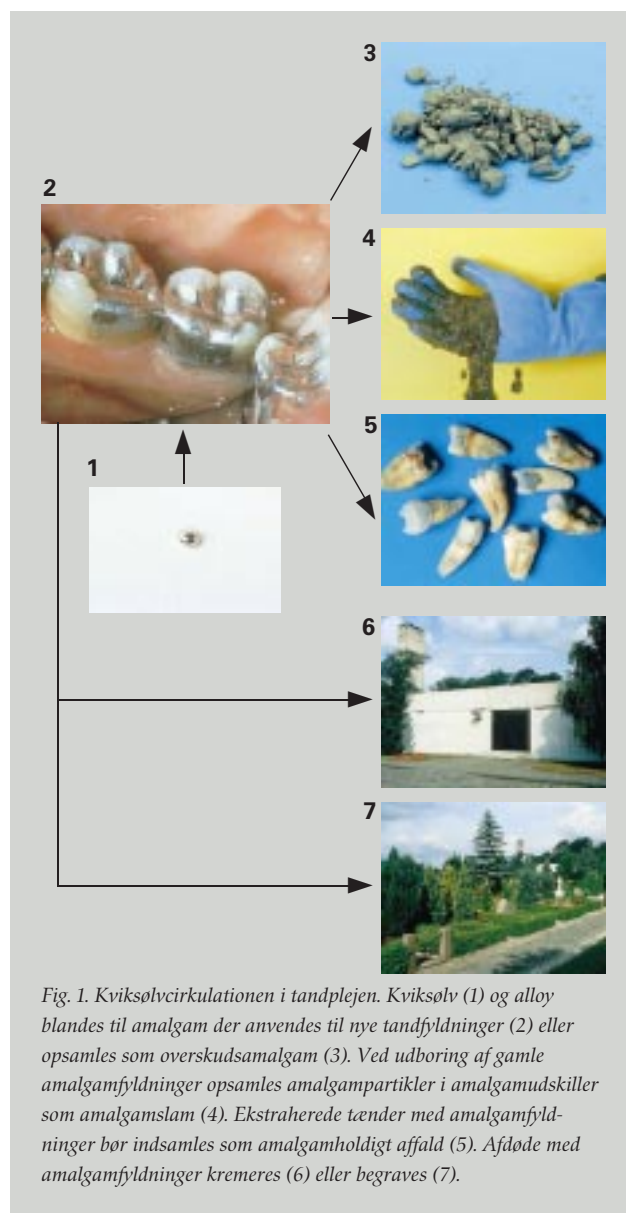 3
2
4
5
1
6
7
Fig. 1. Kviksølvcirkulationen i tandplejen. Kviksølv (1) og alloy
blandes til amalgam der anvendes til nye tandfyldninger (2) eller
opsamles som overskudsamalgam (3). Ved udboring af gamle
amalgamfyldninger opsamles amalgampartikler i amalgamudskiller
som amalgamslam (4). Ekstraherede tænder med amalgamfyld-
ninger bør indsamles som amalgamholdigt affald (5). Afdøde med
amalgamfyldninger kremeres (6) eller begraves (7).